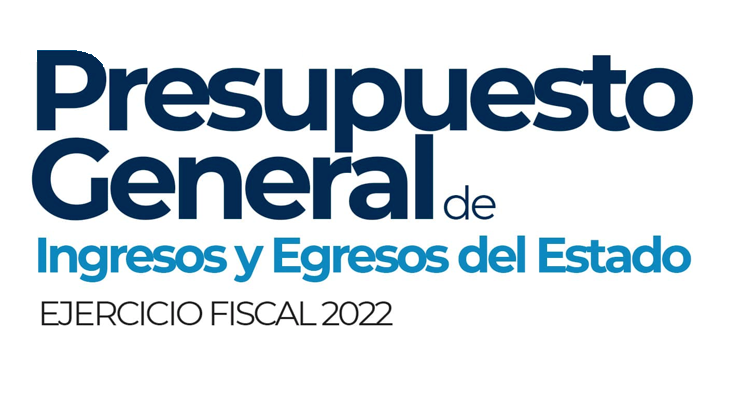 Presupuesto
General de
Ingresos y Egresos del Estado
EJERCICIO FISCAL 2022